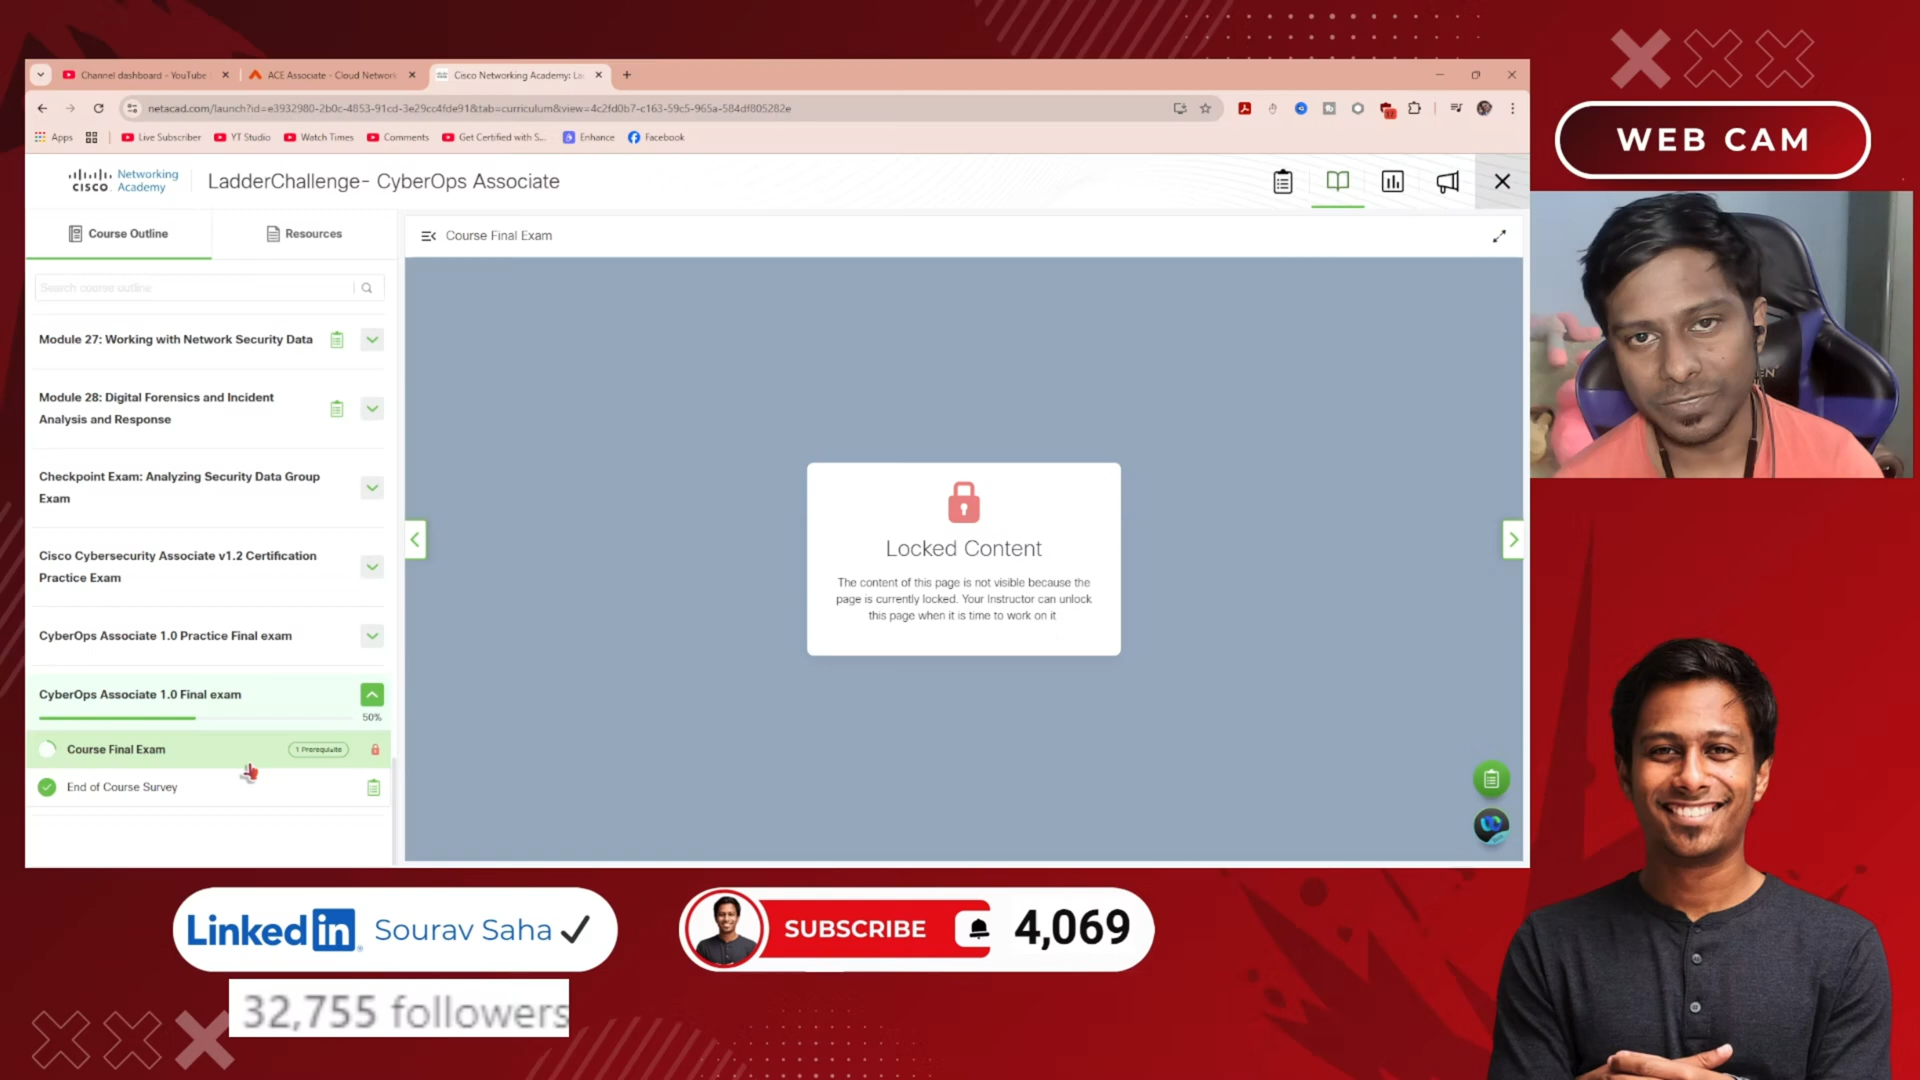 Channel dashboard - YouTube
ACE Associate - Cloud Network
Cisco Networking Academy: La
netacad.com/launch?id=e3932980-2b0c-4853-91cd-3e29cc4fde91&tab=curriculum&view=4c2fd0b7-c163-59c5-965a-584df805282e
Apps
Live Subscriber
YT Studio
Watch Times
Comments
Get Certified with S...
Enhance
Facebook
WEB CAM
CISCO
Networking
Academy
LadderChallenge- CyberOps Associate
Course Outline
Resources
Course Final Exam
Search course outline
Module 27: Working with Network Security Data
Module 28: Digital Forensics and Incident
Analysis and Response
Checkpoint Exam: Analyzing Security Data Group
Exam
Cisco Cybersecurity Associate v1.2 Certification
Practice Exam
CyberOps Associate 1.0 Practice Final exam
CyberOps Associate 1.0 Final exam
50%
Course Final Exam
1 Prerequisite
End of Course Survey
Locked Content
The content of this page is not visible because the
page is currently locked. Your Instructor can unlock
this page when it is time to work on it
LinkedIn
Sourav Saha
SUBSCRIBE
4,069
32,755 followers